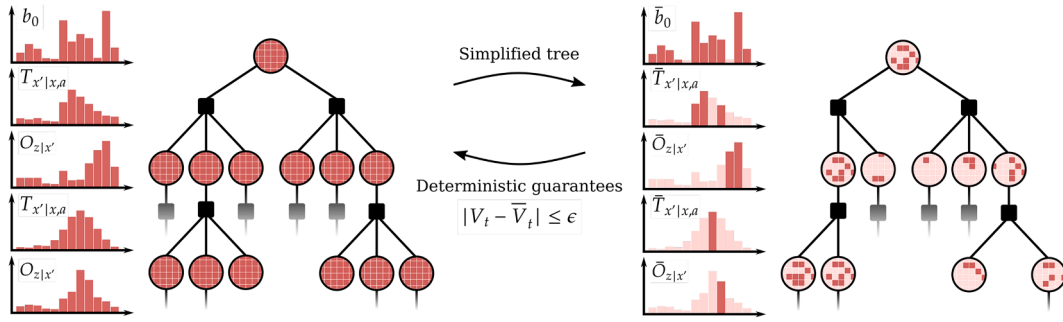 b₀
T_{x'|x,a}
O_{z|x'}
T_{x'|x,a}
O_{z|x'}
Simplified tree
Deterministic guarantees
|V_t − V̅_t| ≤ ϵ
b̄₀
T̄_{x'|x,a}
Ō_{z|x'}
T̄_{x'|x,a}
Ō_{z|x'}